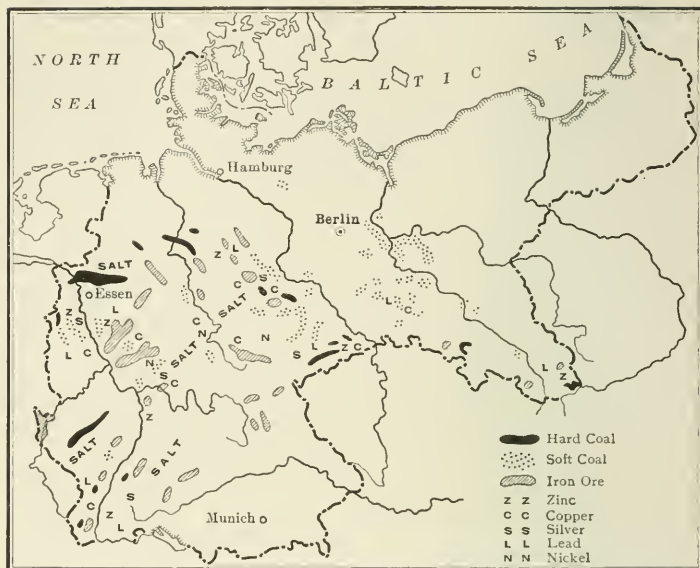 NORTH
SEA
BALTIC SEA
Hamburg
Berlin
Z L
C
SALT
C S
C
Essen
SALT
L C
Z
S
L
Z
C
C
N
L C
N
S
SALT
C N
S L Z C
C
Z
L
Z
SALT
SALT
L
C
S
Z
L
Munich
Hard Coal
Soft Coal
Iron Ore
Z Z Zinc
C C Copper
S S Silver
L L Lead
N N Nickel